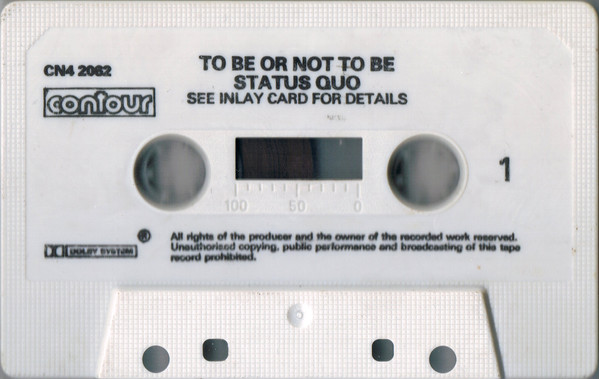 TO BE OR NOT TO BE
CN4 2062
STATUS QUO
contour
SEE INLAY CARD FOR DETAILS
1
100 50 0
®
All rights of the producer and the owner of the recorded work reserved.
DOLBY SYSTEM
Unauthorised copying, public performance and broadcasting of this tape
record prohibited.